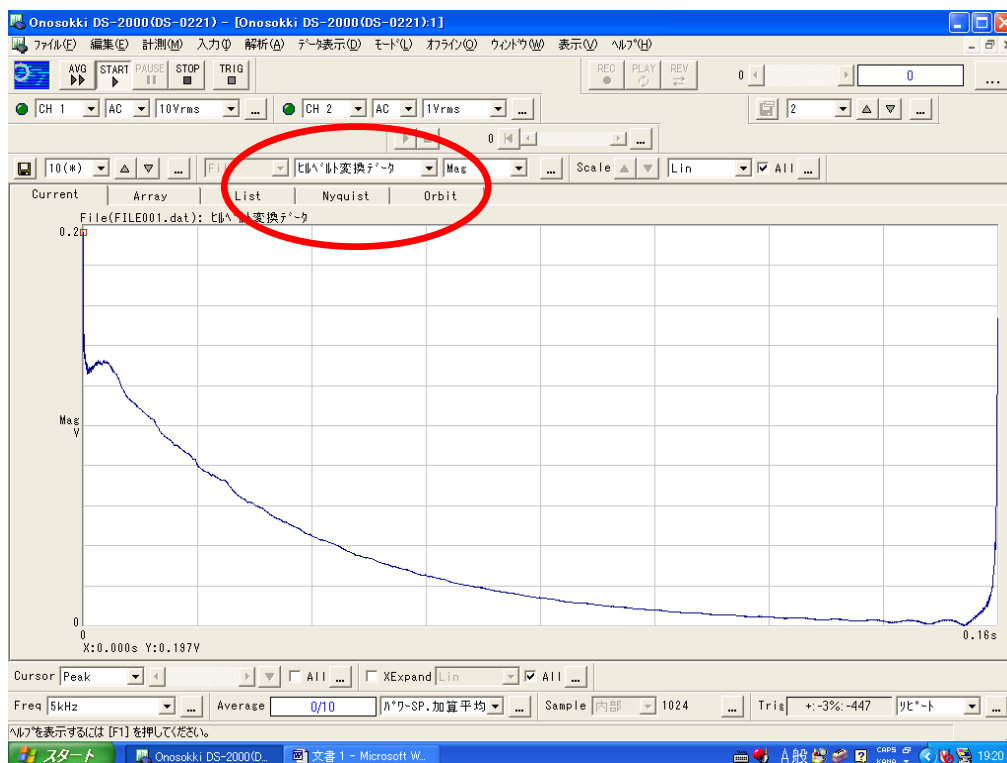 Onosokki DS-2000(DS-0221) - [Onosokki DS-2000(DS-0221):1]
ファイル(F) 編集(E) 計測(M) 入力(I) 解析(A) データ表示(D) モード(L) オフライン(O) ウィンドウ(W) 表示(V) ヘルプ(H)
AVG START PAUSE STOP TRIG REC PLAY REV 0 0 ...
CH 1 AC 10Vrms ... CH 2 AC 1Vrms ... 2 ...
0 ...
10(*) ... Fil ヒルベルト変換データ Mag ... Scale Lin All ...
Current Array List Nyquist Orbit
File(FILE001.dat): ヒルベルト変換データ
0.2
Mag
V
0
0 0.16s
X:0.000s Y:0.197V
Cursor Peak All ... XExpand Lin All ...
Freq 5kHz ... Average 0/10 パワーSP.加算平均 ... Sample 内部 1024 ... Trig +:-3%:-447 リピート ...
ヘルプを表示するには [F1] を押してください。
スタート Onosokki DS-2000(D... 文書 1 - Microsoft W... A 般 CAPS KANA 19:20